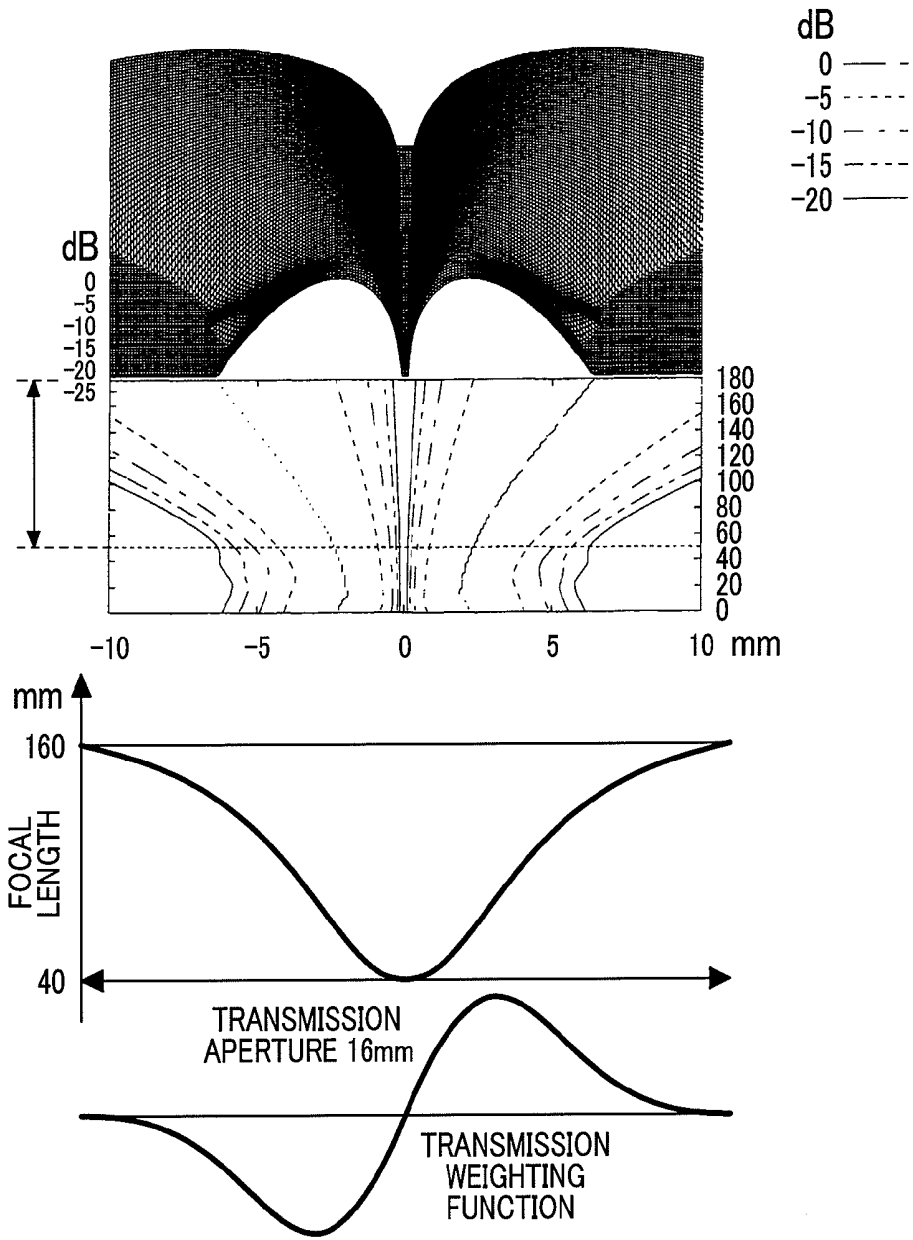 dB
0
-5
-10
-15
-20
dB
0
-5
-10
-15
-20
-25
180
160
140
120
100
80
60
40
20
0
-10 -5 0 5 10 mm
mm
160
FOCAL
LENGTH
40
TRANSMISSION
APERTURE 16mm
TRANSMISSION
WEIGHTING
FUNCTION